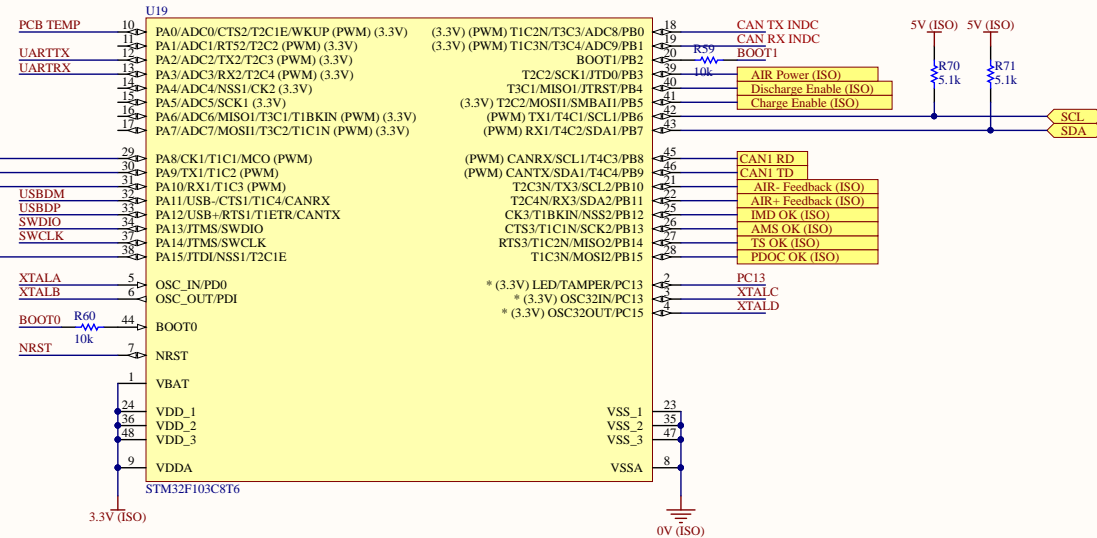 U19
PCB TEMP 10 PA0/ADC0/CTS2/T2C1E/WKUP (PWM) (3.3V)
11 PA1/ADC1/RT52/T2C2 (PWM) (3.3V)
UARTTX 12 PA2/ADC2/TX2/T2C3 (PWM) (3.3V)
UARTRX 13 PA3/ADC3/RX2/T2C4 (PWM) (3.3V)
14 PA4/ADC4/NSS1/CK2 (3.3V)
15 PA5/ADC5/SCK1 (3.3V)
16 PA6/ADC6/MISO1/T3C1/T1BKIN (PWM) (3.3V)
17 PA7/ADC7/MOSI1/T3C2/T1C1N (PWM) (3.3V)
29 PA8/CK1/T1C1/MCO (PWM)
30 PA9/TX1/T1C2 (PWM)
31 PA10/RX1/T1C3 (PWM)
USBDM 32 PA11/USB-/CTS1/T1C4/CANRX
USBDP 33 PA12/USB+/RTS1/T1ETR/CANTX
SWDIO 34 PA13/JTMS/SWDIO
SWCLK 37 PA14/JTMS/SWCLK
38 PA15/JTDI/NSS1/T2C1E
XTALA 5 OSC_IN/PD0
XTALB 6 OSC_OUT/PDI
BOOT0 R60 10k 44 BOOT0
NRST 7 NRST
1 VBAT
24 VDD_1
36 VDD_2
48 VDD_3
9 VDDA
STM32F103C8T6
3.3V (ISO)
(3.3V) (PWM) T1C2N/T3C3/ADC8/PB0 18 CAN TX INDC
(3.3V) (PWM) T1C3N/T3C4/ADC9/PB1 19 CAN RX INDC
BOOT1/PB2 20 R59 10k BOOT1
T2C2/SCK1/JTD0/PB3 39 AIR Power (ISO)
T3C1/MISO1/JTRST/PB4 40 Discharge Enable (ISO)
(3.3V) T2C2/MOSI1/SMBAI1/PB5 41 Charge Enable (ISO)
(PWM) TX1/T4C1/SCL1/PB6 42 SCL
(PWM) RX1/T4C2/SDA1/PB7 43 SDA
5V (ISO) 5V (ISO)
R70 5.1k
R71 5.1k
(PWM) CANRX/SCL1/T4C3/PB8 45 CAN1 RD
(PWM) CANTX/SDA1/T4C4/PB9 46 CAN1 TD
T2C3N/TX3/SCL2/PB10 21 AIR- Feedback (ISO)
T2C4N/RX3/SDA2/PB11 22 AIR+ Feedback (ISO)
CK3/T1BKIN/NSS2/PB12 25 IMD OK (ISO)
CTS3/T1C1N/SCK2/PB13 26 AMS OK (ISO)
RTS3/T1C2N/MISO2/PB14 27 TS OK (ISO)
T1C3N/MOSI2/PB15 28 PDOC OK (ISO)
* (3.3V) LED/TAMPER/PC13 2 PC13
* (3.3V) OSC32IN/PC13 3 XTALC
* (3.3V) OSC32OUT/PC15 4 XTALD
VSS_1 23
VSS_2 35
VSS_3 47
VSSA 8
0V (ISO)